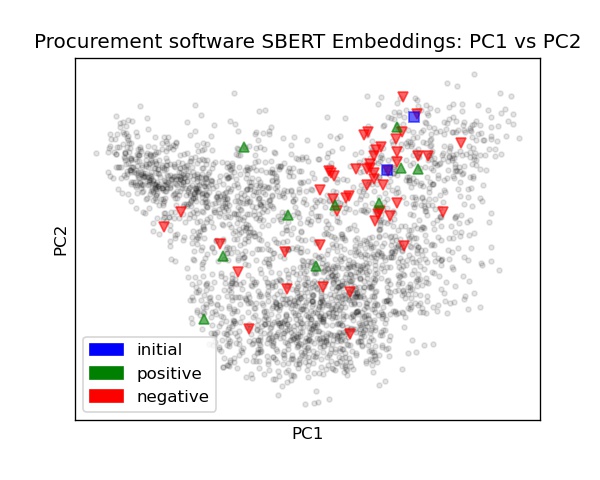 Procurement software SBERT Embeddings: PC1 vs PC2
PC2
initial
positive
negative
PC1